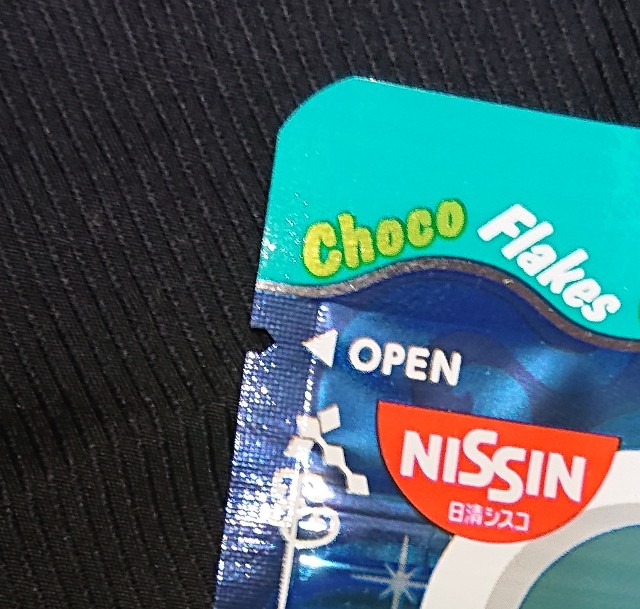 Choco Flakes
OPEN
NISSIN
日清シスコ